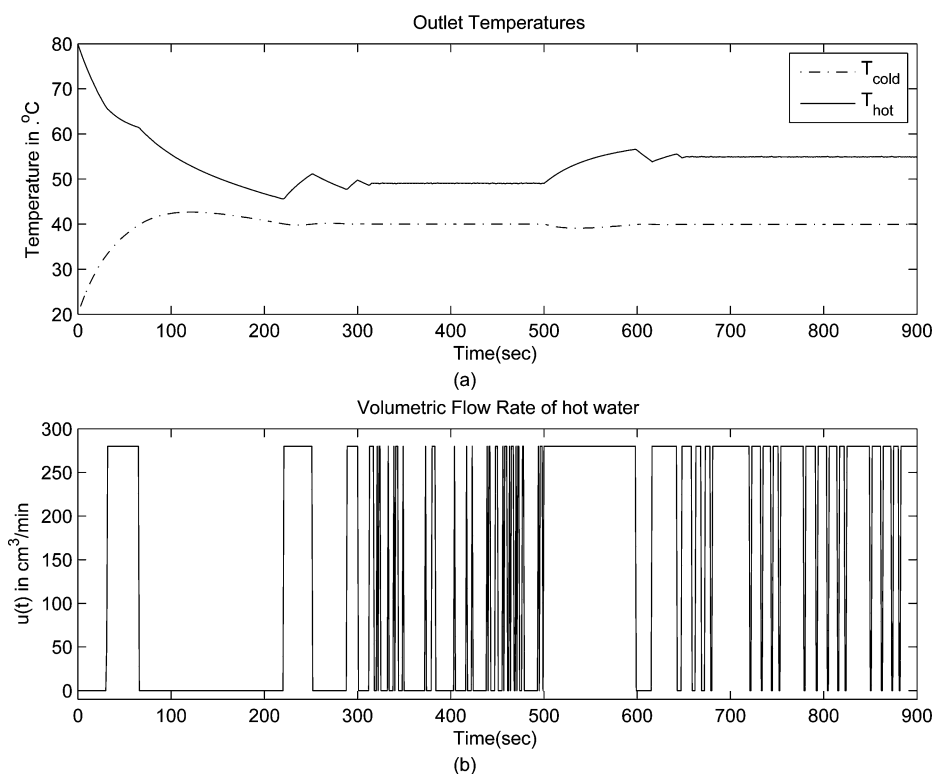 Outlet Temperatures
80
70
60
50
40
30
20
Temperature in .°C
T_cold
T_hot
0 100 200 300 400 500 600 700 800 900
Time(sec)
(a)
Volumetric Flow Rate of hot water
300
250
200
150
100
50
0
u(t) in cm³/min
0 100 200 300 400 500 600 700 800 900
Time(sec)
(b)